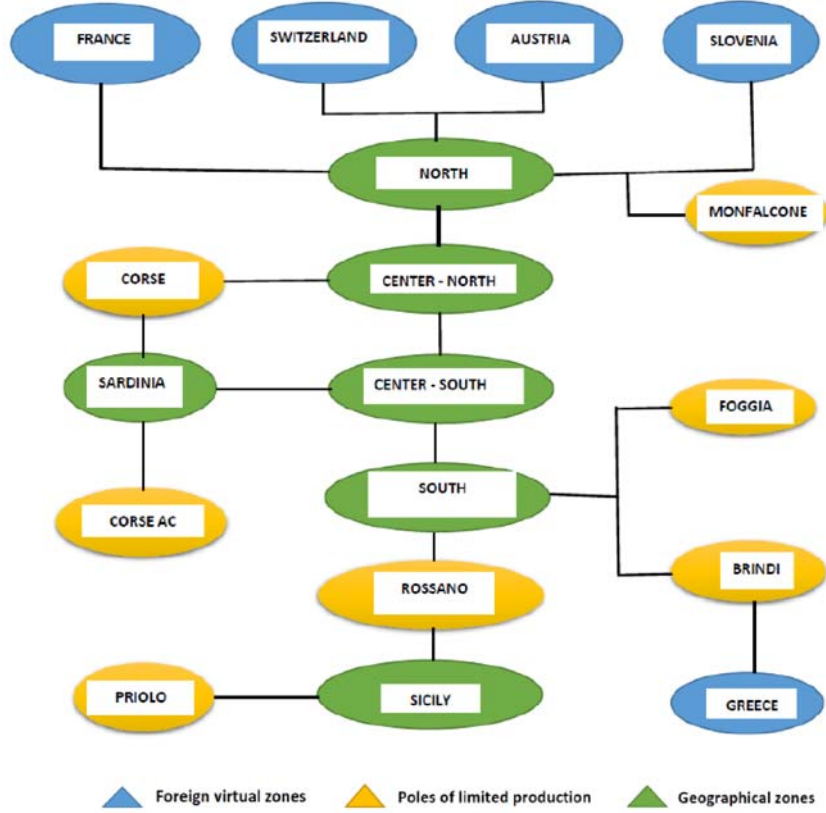 FRANCE
SWITZERLAND
AUSTRIA
SLOVENIA
NORTH
MONFALCONE
CORSE
CENTER - NORTH
SARDINIA
CENTER - SOUTH
FOGGIA
SOUTH
CORSE AC
BRINDI
ROSSANO
PRIOLO
SICILY
GREECE
Foreign virtual zones
Poles of limited production
Geographical zones